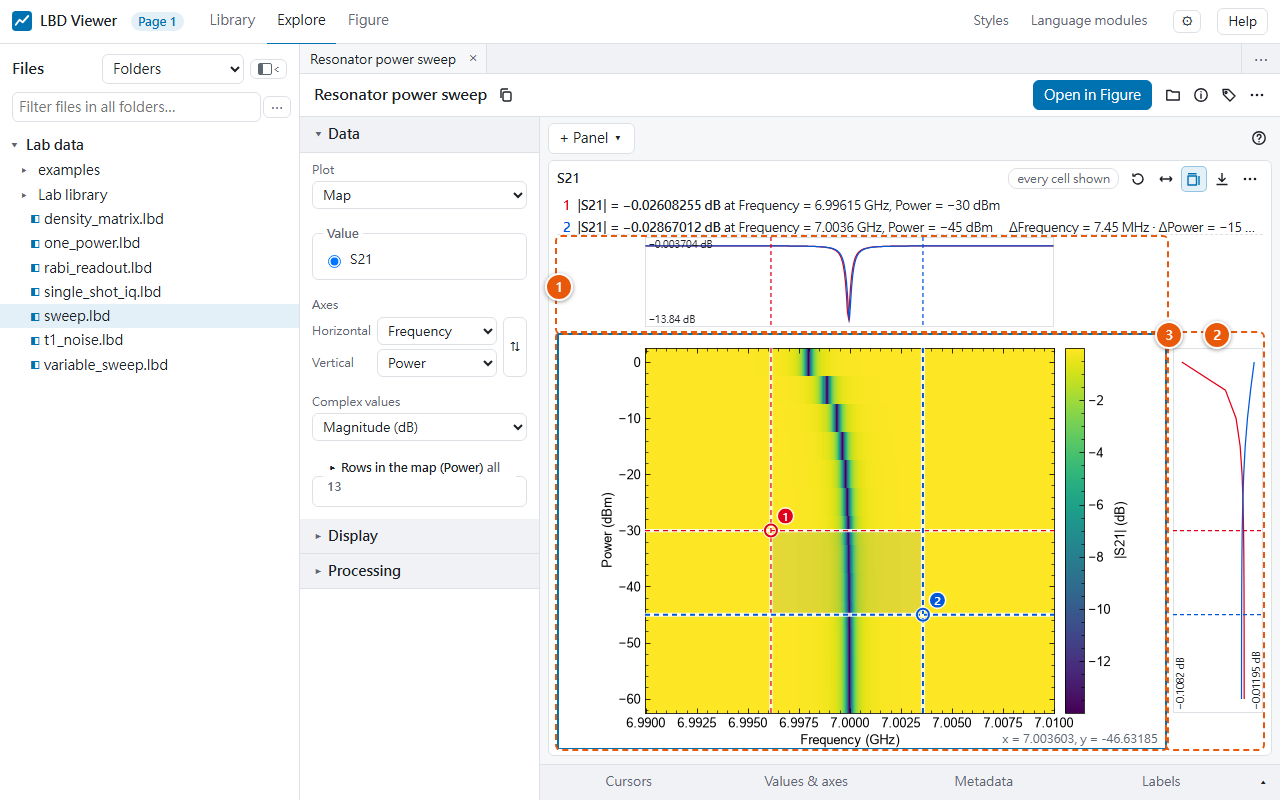 LBD Viewer Page 1 Library Explore Figure Styles Language modules Help
Files Folders
Filter files in all folders... ...
Lab data
examples
Lab library
density_matrix.lbd
one_power.lbd
rabi_readout.lbd
single_shot_iq.lbd
sweep.lbd
t1_noise.lbd
variable_sweep.lbd
Resonator power sweep × ...
Resonator power sweep Open in Figure ...
Data
Plot
Map
Value
S21
Axes
Horizontal Frequency
Vertical Power
Complex values
Magnitude (dB)
Rows in the map (Power) all
13
Display
Processing
+ Panel
S21 every cell shown ...
1 |S21| = −0.02608255 dB at Frequency = 6.99615 GHz, Power = −30 dBm
2 |S21| = −0.02867012 dB at Frequency = 7.0036 GHz, Power = −45 dBm ΔFrequency = 7.45 MHz · ΔPower = −15 ...
−0.003704 dB
−13.84 dB
1
3
2
0
−10
−20
−30
−40
−50
−60
Power (dBm)
1
2
6.9900 6.9925 6.9950 6.9975 7.0000 7.0025 7.0050 7.0075 7.0100
Frequency (GHz)
x = 7.003603, y = -46.63185
−2
−4
−6
−8
−10
−12
|S21| (dB)
−0.1082 dB
−0.01195 dB
Cursors Values & axes Metadata Labels